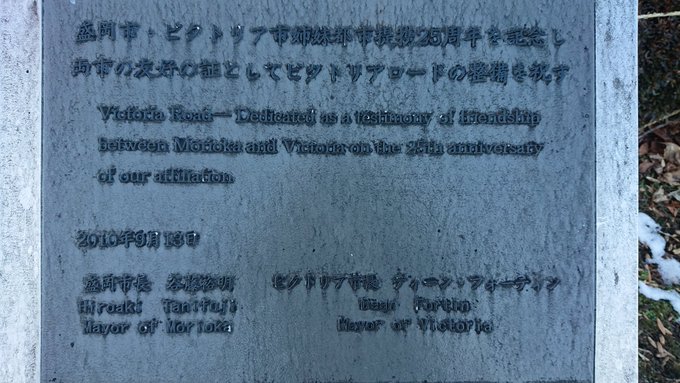 盛岡市・ビクトリア市姉妹都市提携25周年を記念し
両市の友好の証としてビクトリアロードの整備を祝す
Victoria Road— Dedicated as a testimony of friendship
between Morioka and Victoria on the 25th anniversary
of our affiliation.
2010年9月13日
盛岡市長 谷藤裕明
ビクトリア市長 ディーン・フォーティン
Hiroaki Tanifuji
Dean Fortin
Mayor of Morioka
Mayor of Victoria